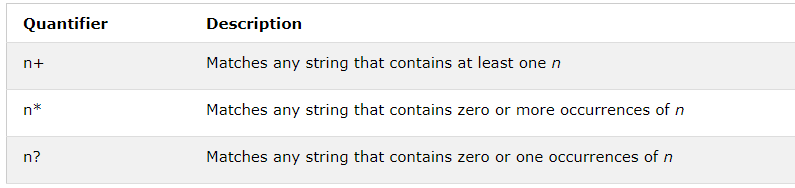 Quantifier Description
n+ Matches any string that contains at least one n
n* Matches any string that contains zero or more occurrences of n
n? Matches any string that contains zero or one occurrences of n